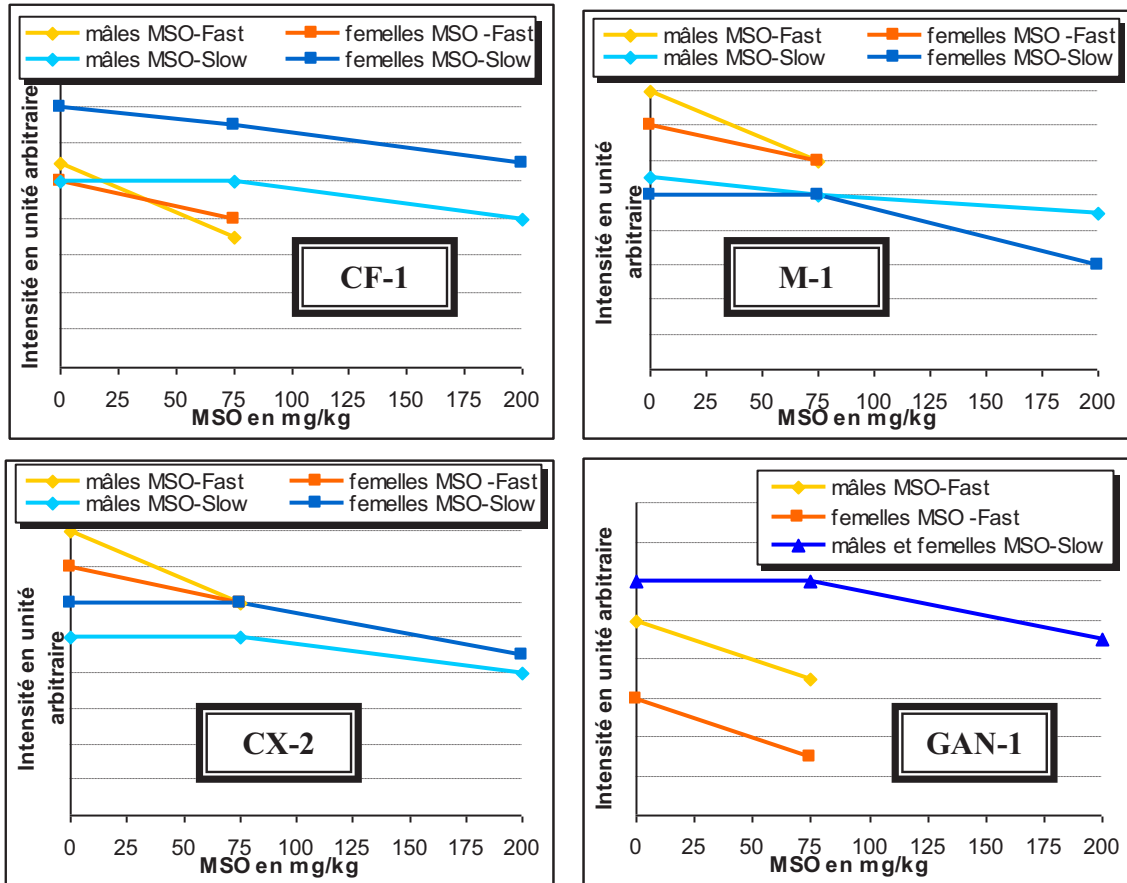 mâles MSO-Fast femelles MSO -Fast
mâles MSO-Slow femelles MSO-Slow
Intensité en unité arbitraire
CF-1
0 25 50 75 100 125 150 175 200
MSO en mg/kg
mâles MSO-Fast femelles MSO -Fast
mâles MSO-Slow femelles MSO-Slow
Intensité en unité
arbitraire
M-1
0 25 50 75 100 125 150 175 200
MSO en mg/kg
mâles MSO-Fast femelles MSO -Fast
mâles MSO-Slow femelles MSO-Slow
Intensité en unité
arbitraire
CX-2
0 25 50 75 100 125 150 175 200
MSO en mg/kg
mâles MSO-Fast
femelles MSO -Fast
mâles et femelles MSO-Slow
Intensité en unité arbitraire
GAN-1
0 25 50 75 100 125 150 175 200
MSO en mg/kg